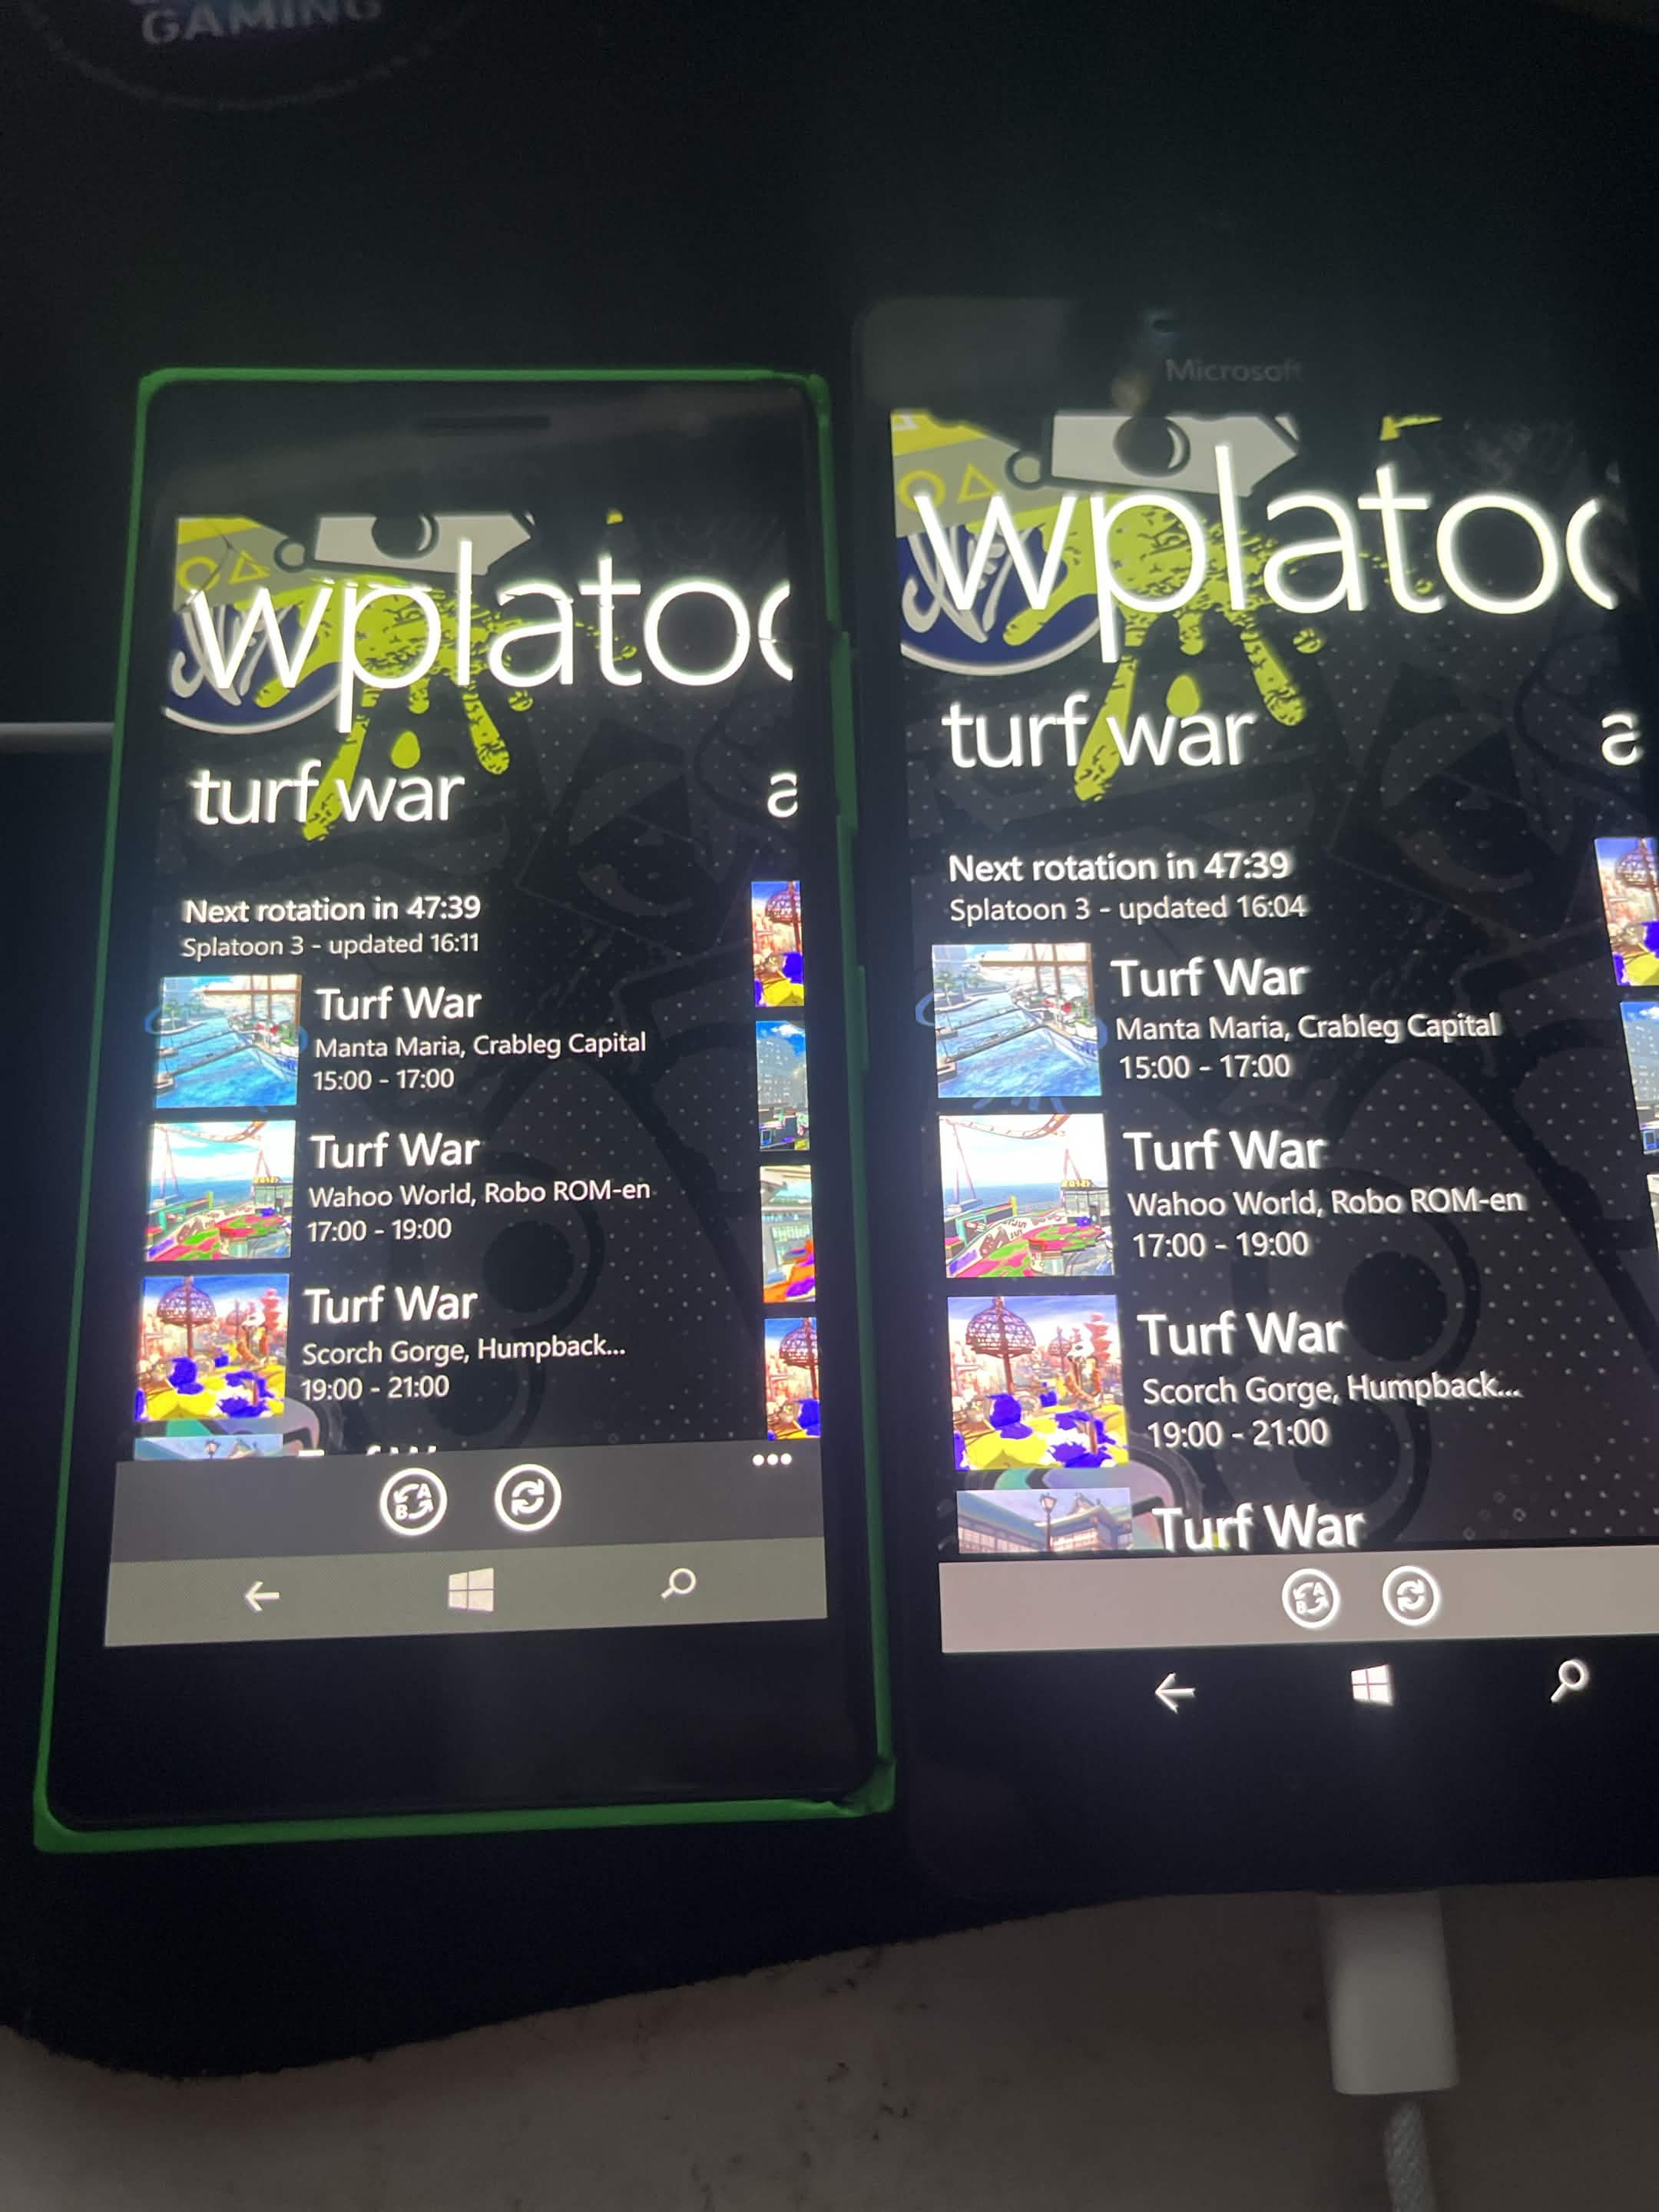 GAMING
wplatoo
turf war
a
Next rotation in 47:39
Splatoon 3 - updated 16:11
Turf War
Manta Maria, Crableg Capital
15:00 - 17:00
Turf War
Wahoo World, Robo ROM-en
17:00 - 19:00
Turf War
Scorch Gorge, Humpback...
19:00 - 21:00
B A
Microsoft
wplatoo
turf war
a
Next rotation in 47:39
Splatoon 3 - updated 16:04
Turf War
Manta Maria, Crableg Capital
15:00 - 17:00
Turf War
Wahoo World, Robo ROM-en
17:00 - 19:00
Turf War
Scorch Gorge, Humpback...
19:00 - 21:00
Turf War
B A